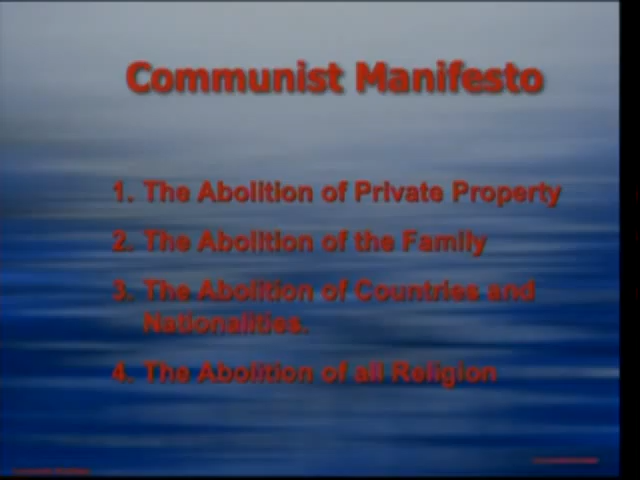 Communist Manifesto
1. The Abolition of Private Property
2. The Abolition of the Family
3. The Abolition of Countries and
Nationalities.
4. The Abolition of all Religion